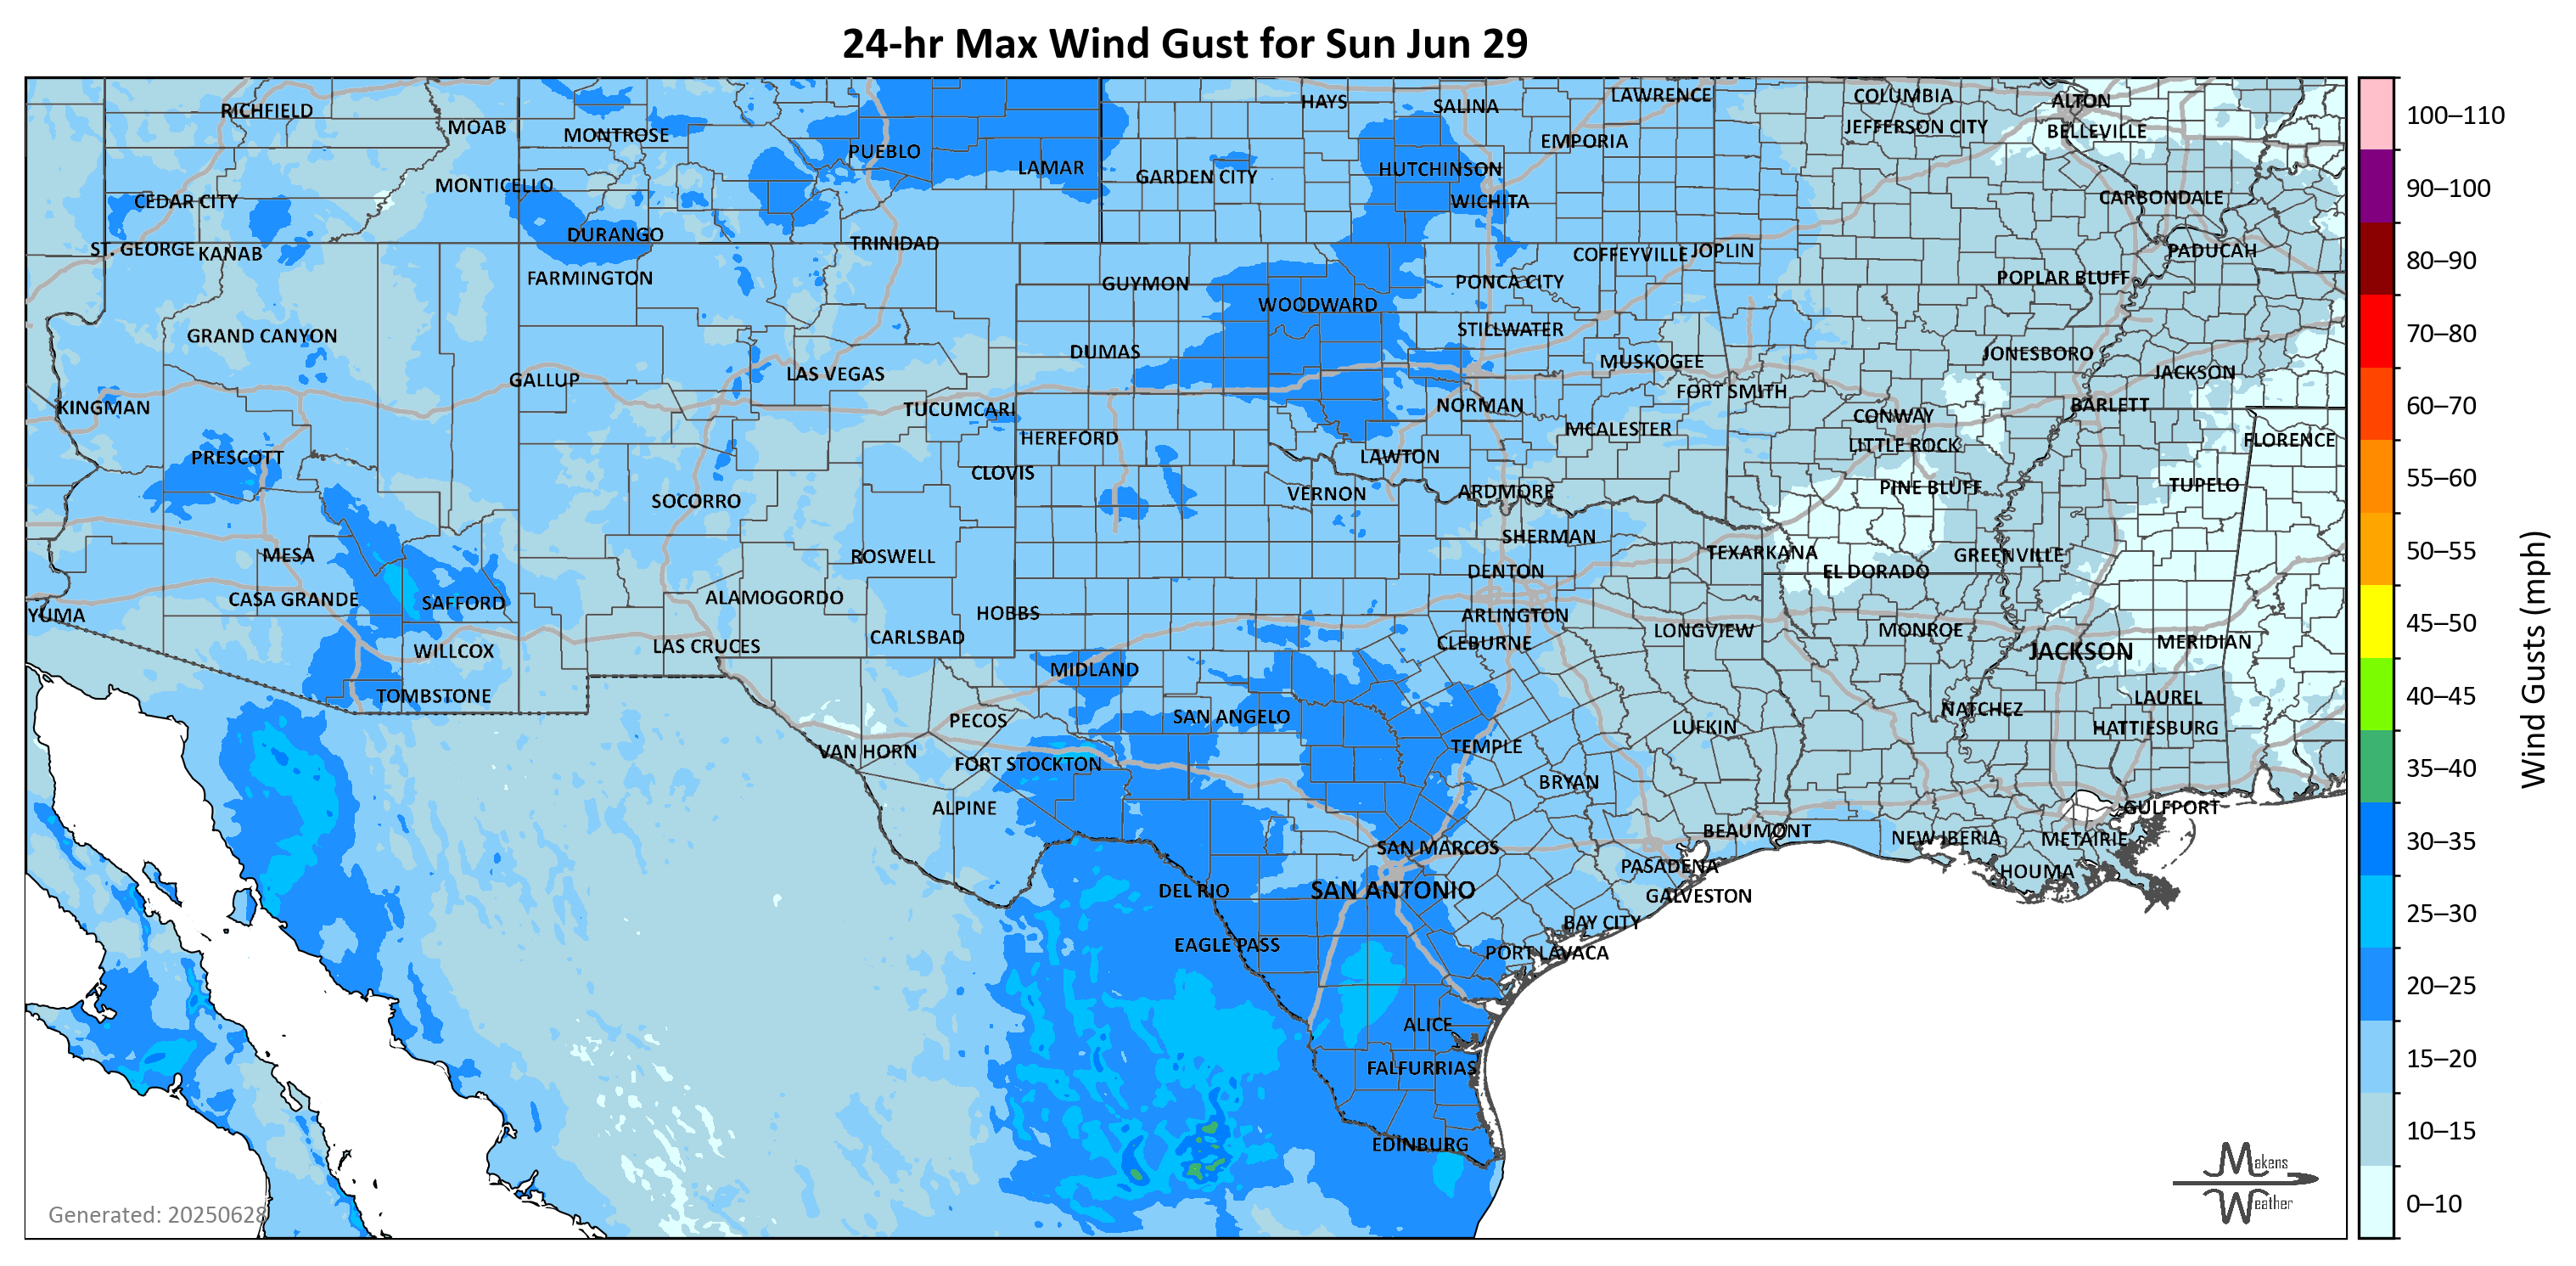 24-hr Max Wind Gust for Sun Jun 29
RICHFIELD
MOAB
MONTROSE
PUEBLO
LAMAR
HAYS
SALINA
LAWRENCE
COLUMBIA
ALTON
JEFFERSON CITY
BELLEVILLE
EMPORIA
GARDEN CITY
HUTCHINSON
WICHITA
CEDAR CITY
MONTICELLO
CARBONDALE
ST. GEORGE
KANAB
DURANGO
TRINIDAD
COFFEYVILLE
JOPLIN
PADUCAH
FARMINGTON
GUYMON
PONCA CITY
POPLAR BLUFF
WOODWARD
STILLWATER
GRAND CANYON
DUMAS
MUSKOGEE
JONESBORO
GALLUP
LAS VEGAS
FORT SMITH
JACKSON
KINGMAN
TUCUMCARI
NORMAN
CONWAY
BARLETT
HEREFORD
MCALESTER
LITTLE ROCK
FLORENCE
PRESCOTT
CLOVIS
LAWTON
SOCORRO
VERNON
ARDMORE
PINE BLUFF
TUPELO
MESA
ROSWELL
SHERMAN
TEXARKANA
GREENVILLE
DENTON
EL DORADO
YUMA
CASA GRANDE
SAFFORD
ALAMOGORDO
HOBBS
ARLINGTON
WILLCOX
LAS CRUCES
CARLSBAD
CLEBURNE
LONGVIEW
MONROE
JACKSON
MERIDIAN
TOMBSTONE
MIDLAND
LAUREL
PECOS
SAN ANGELO
NATCHEZ
HATTIESBURG
VAN HORN
FORT STOCKTON
TEMPLE
LUFKIN
ALPINE
BRYAN
GULFPORT
SAN MARCOS
BEAUMONT
NEW IBERIA
METAIRIE
DEL RIO
SAN ANTONIO
PASADENA
GALVESTON
HOUMA
EAGLE PASS
BAY CITY
PORT LAVACA
ALICE
FALFURRIAS
EDINBURG
Generated: 20250628
Makens
Weather
100–110
90–100
80–90
70–80
60–70
55–60
50–55
45–50
40–45
35–40
30–35
25–30
20–25
15–20
10–15
0–10
Wind Gusts (mph)